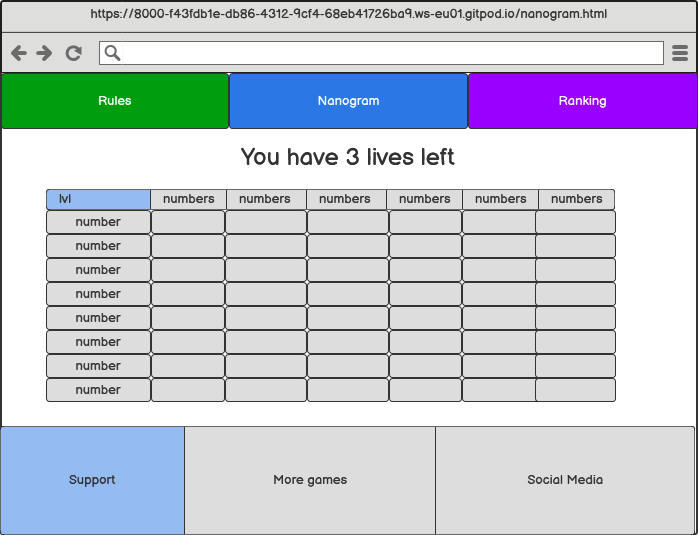 https://8000-f43fdb1e-db86-4312-9cf4-68eb41726ba9.ws-eu01.gitpod.io/nanogram.html
Rules Nanogram Ranking
You have 3 lives left
lvl numbers numbers numbers numbers numbers numbers
number
number
number
number
number
number
number
number
Support More games Social Media